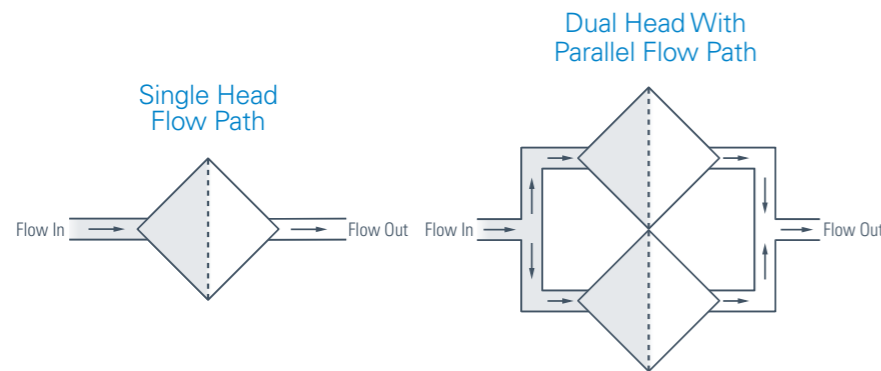 Dual Head With
Parallel Flow Path
Single Head
Flow Path
Flow In
Flow Out
Flow In
Flow Out